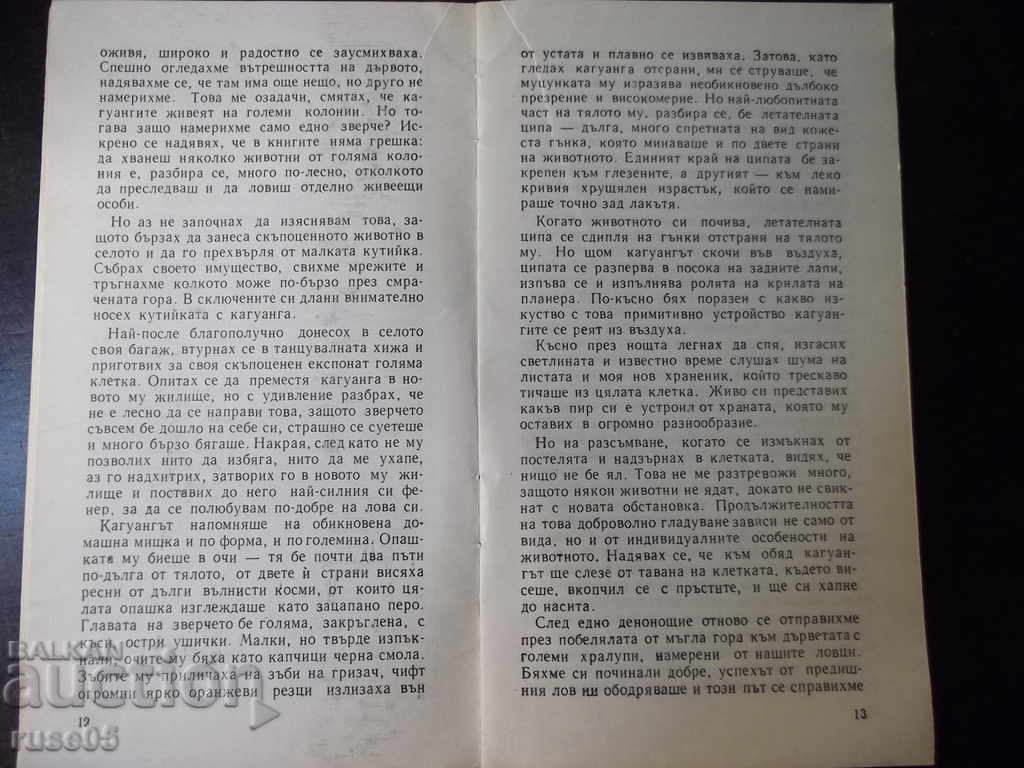 оживя, широко и радостно се заусмихваха.
Спешно огледахме вътрешността на дървото,
надявахме се, че там има още нещо, но друго не
намерихме. Това ме озадачи, смятах, че ка-
гуангите живеят на големи колонии. Но то-
гава защо намерихме само едно зверче? Ис-
крено се надявах, че в книгите няма грешка:
да хванеш няколко животни от голяма коло-
ния е, разбира се, много по-лесно, отколкото
да преследваш и да ловиш отделно живеещи
особи.
Но аз не започнах да изяснявам това, за-
щото бързах да занеса скъпоценното животно в
селото и да го прехвърля от малката кутийка.
Събрах своето имущество, свихме мрежите и
тръгнахме колкото може по-бързо през смра-
чената гора. В сключените си длани внимателно
носех кутийката с кагуанга.
Най-после благополучно донесох в селото
своя багаж, втурнах се в танцувалната хижа и
приготвих за своя скъпоценен експонат голяма
клетка. Опитах се да преместя кагуанга в но-
вото му жилище, но с удивление разбрах, че
не е лесно да се направи това, защото зверчето
съвсем бе дошло на себе си, страшно се суетеше
и много бързо бягаше. Накрая, след като не му
позволих нито да избяга, нито да ме ухапе,
аз го надхитрих, затворих го в новото му жи-
лище и поставих до него най-силния си фе-
нер, за да се полюбувам по-добре на лова си.
Кагуангът напомняше на обикновена до-
машна мишка и по форма, и по големина. Опаш-
ката му биеше в очи — тя бе почти два пъти
по-дълга от тялото, от двете ѝ страни висяха
ресни от дълги вълнисти косми, от които ця-
лата опашка изглеждаше като зацапано перо.
Главата на зверчето бе голяма, закръглена, с
къси, остри ушички. Малки, но твърде изпък-
нали, очите му бяха като капчици черна смола.
Зъбите му приличаха на зъби на гризач, чифт
огромни ярко оранжеви резци излизаха вън
12
от устата и плавно се извиваха. Затова, като
гледах кагуанга отсрани, ми се струваше, че
муцунката му изразява необикновено дълбоко
презрение и високомерие. Но най-любопитната
част на тялото му, разбира се, бе летателната
ципа — дълга, много спретната на вид коже-
ста гънка, която минаваше и по двете страни
на животното. Единият край на ципата бе за-
крепен към глезените, а другият — към леко
кривия хрущялен израстък, който се нами-
раше точно зад лакътя.
Когато животното си почива, летателната
ципа се сдипля на гънки отстрани на тялото
му. Но щом кагуангът скочи във въздуха,
ципата се разперва в посока на задните лапи,
изпъва се и изпълнява ролята на крилата на
планера. По-късно бях поразен с какво из-
куство с това примитивно устройство кагуан-
гите се реят из въздуха.
Късно през нощта легнах да спя, изгасих
светлината и известно време слушах шума на
листата и моя нов храненик, който трескаво
тичаше из цялата клетка. Живо си представих
какъв пир си е устроил от храната, която му
оставих в огромно разнообразие.
Но на разсъмване, когато се измъкнах от
постелята и надзърнах в клетката, видях, че
нищо не бе ял. Това не ме разтревожи много,
защото някои животни не ядат, докато не свик-
нат с новата обстановка. Продължителността
на това доброволно гладуване зависи не само от
вида, но и от индивидуалните особености на
животното. Надявах се, че към обяд кагуан-
гът ще слезе от тавана на клетката, където ви-
сеше, вкопчил се с пръстите, и ще си хапне
до насита.
След едно денонощие отново се отправихме
през побелялата от мъгла гора към дърветата с
големи хралупи, намерени от нашите ловци.
Бяхме си починали добре, успехът от предиш-
ния лов ни ободряваше и този път се справихме
13
BALKAN
auction
ruse05